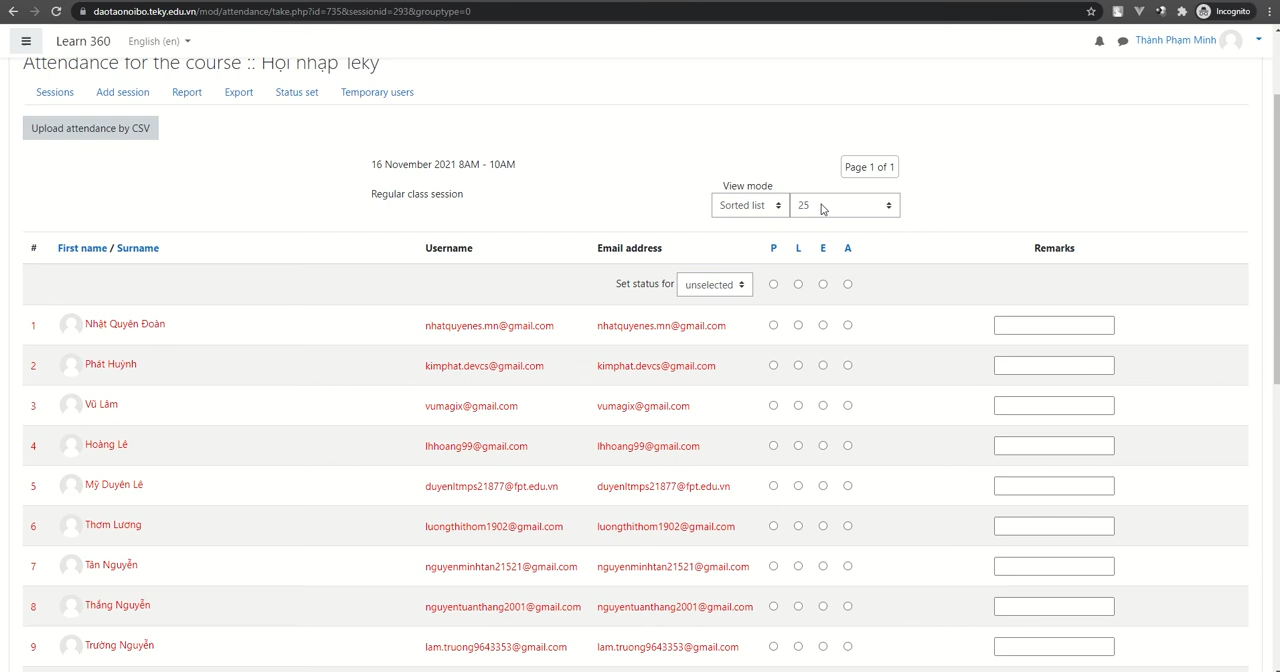 daotaonoibo.teky.edu.vn/mod/attendance/take.php?id=735&sessionid=293&grouptype=0
Incognito
Learn 360
English (en)
Thành Phạm Minh
Attendance for the course :: Hội nhập Teky
Sessions
Add session
Report
Export
Status set
Temporary users
Upload attendance by CSV
16 November 2021 8AM - 10AM
Page 1 of 1
View mode
Regular class session
Sorted list
25
# First name / Surname Username Email address P L E A Remarks
Set status for unselected
1 Nhật Quyên Đoàn nhatquyenes.mn@gmail.com nhatquyenes.mn@gmail.com
2 Phát Huỳnh kimphat.devcs@gmail.com kimphat.devcs@gmail.com
3 Vũ Lâm vumagix@gmail.com vumagix@gmail.com
4 Hoàng Lê lhhoang99@gmail.com lhhoang99@gmail.com
5 Mỹ Duyên Lê duyenltmps21877@fpt.edu.vn duyenltmps21877@fpt.edu.vn
6 Thơm Lương luongthithom1902@gmail.com luongthithom1902@gmail.com
7 Tân Nguyễn nguyenminhtan21521@gmail.com nguyenminhtan21521@gmail.com
8 Thắng Nguyễn nguyentuanthang2001@gmail.com nguyentuanthang2001@gmail.com
9 Trường Nguyễn lam.truong9643353@gmail.com lam.truong9643353@gmail.com